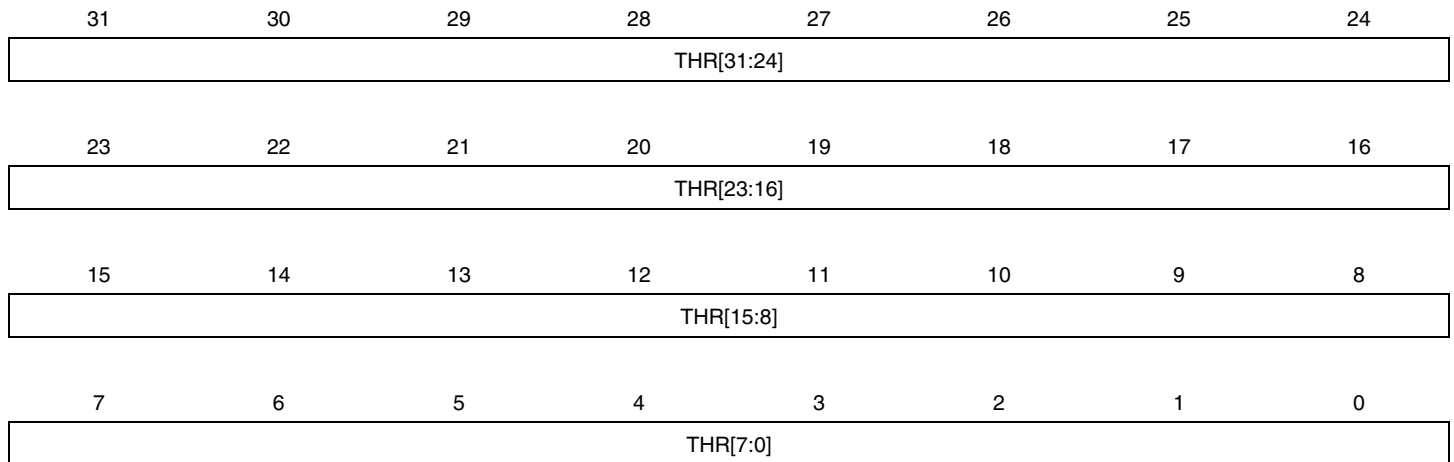 31 30 29 28 27 26 25 24
THR[31:24]
23 22 21 20 19 18 17 16
THR[23:16]
15 14 13 12 11 10 9 8
THR[15:8]
7 6 5 4 3 2 1 0
THR[7:0]